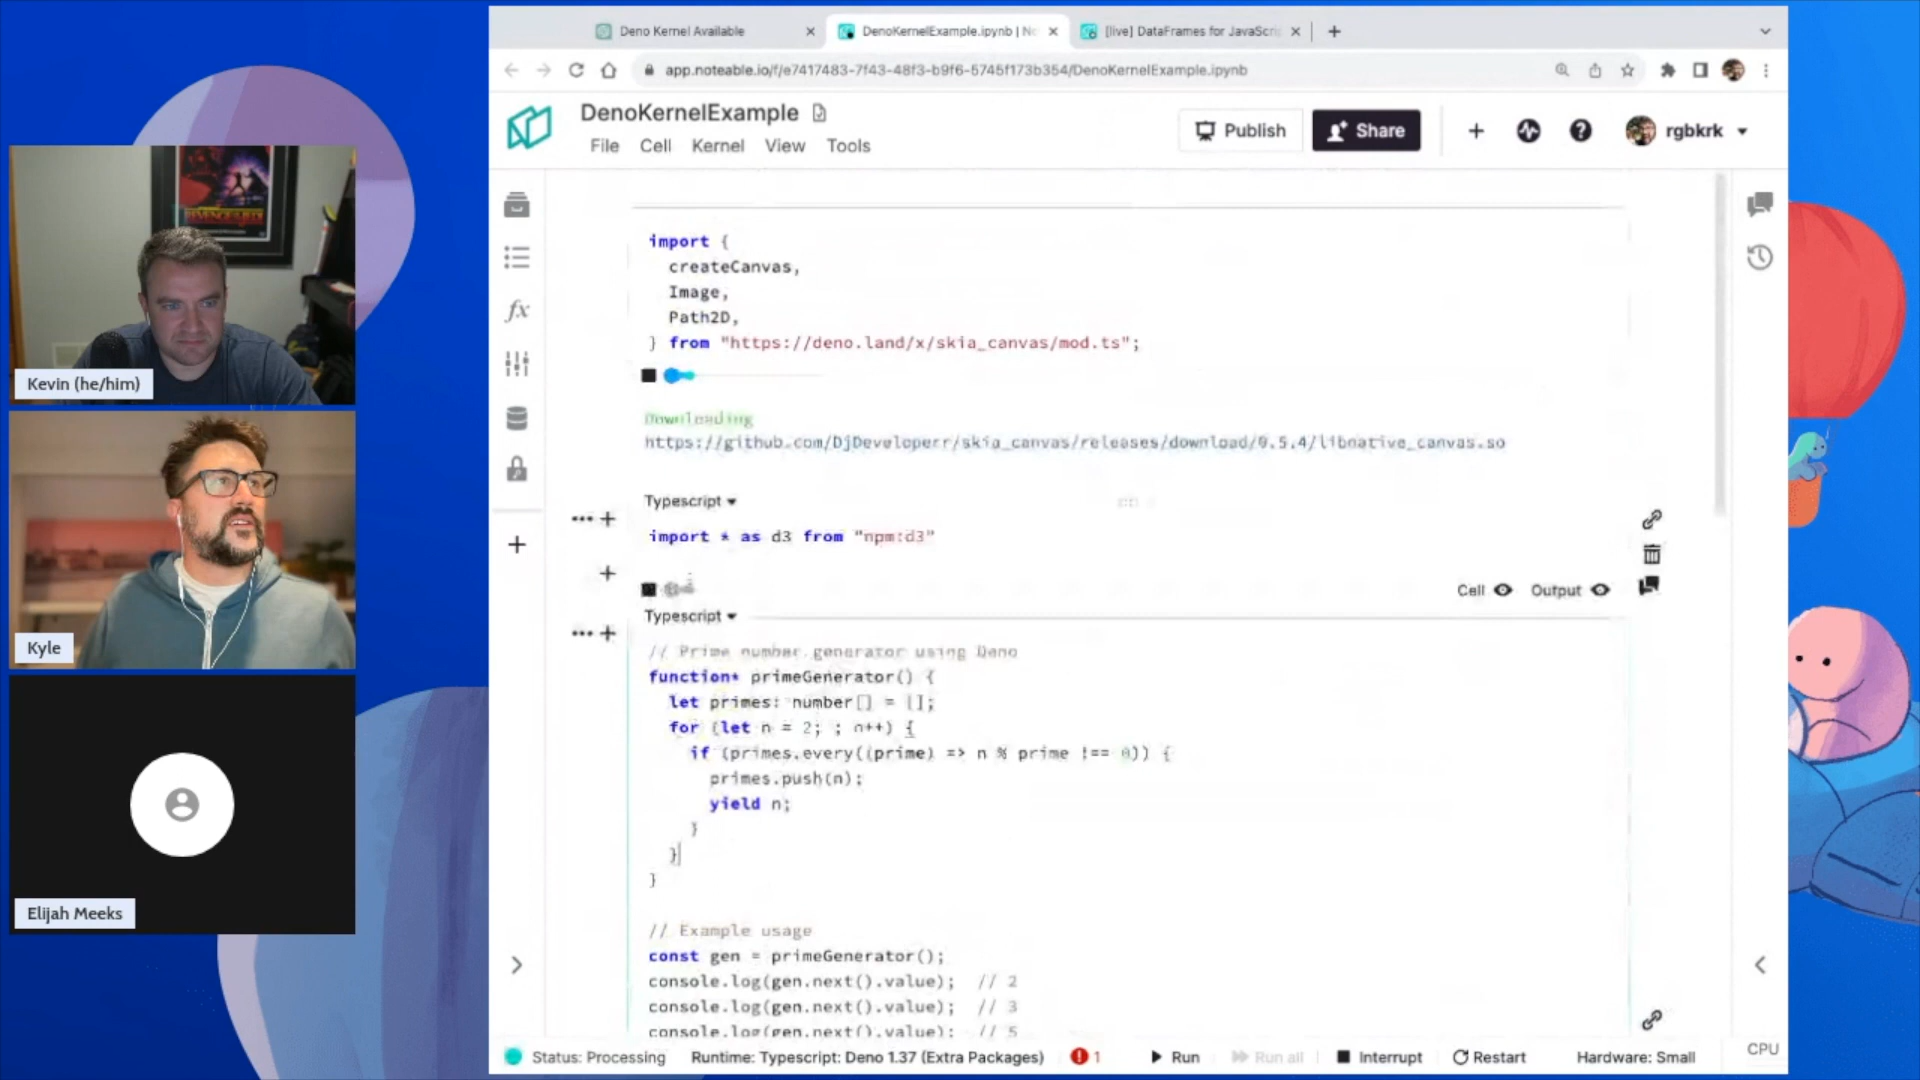 Deno Kernel Available
DenoKernelExample.ipynb | No
[live] DataFrames for JavaScri
app.noteable.io/f/e7417483-7f43-48f3-b9f6-5745f173b354/DenoKernelExample.ipynb
DenoKernelExample
File Cell Kernel View Tools
Publish
Share
rgbkrk
REVENGE OF THE JEDI
Kevin (he/him)
Kyle
Elijah Meeks
import {
createCanvas,
Image,
Path2D,
} from "https://deno.land/x/skia_canvas/mod.ts";
Downloading
https://github.com/DjDeveloperr/skia_canvas/releases/download/0.5.4/libnative_canvas.so
Typescript
import * as d3 from "npm:d3"
Cell Output
Typescript
// Prime number generator using Deno
function* primeGenerator() {
let primes: number[] = [];
for (let n = 2; ; n++) {
if (primes.every((prime) => n % prime !== 0)) {
primes.push(n);
yield n;
}
}
}
// Example usage
const gen = primeGenerator();
console.log(gen.next().value); // 2
console.log(gen.next().value); // 3
console.log(gen.next().value); // 5
Status: Processing Runtime: Typescript: Deno 1.37 (Extra Packages) 1 Run Run all Interrupt Restart Hardware: Small CPU